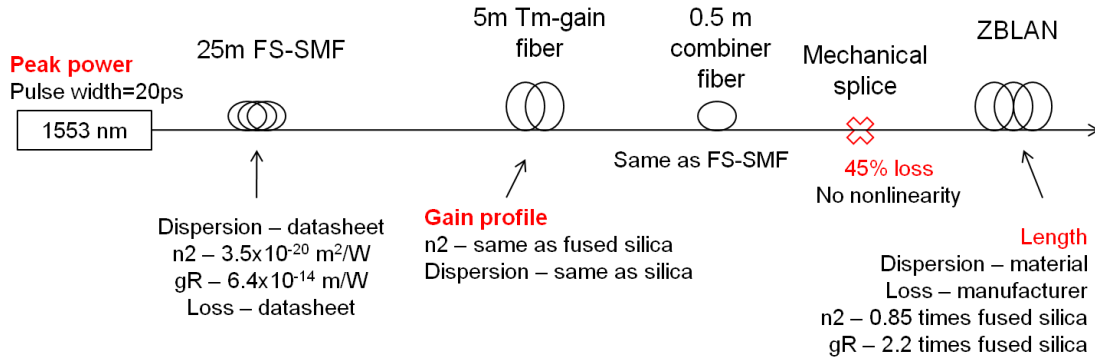 Peak power
Pulse width=20ps
1553 nm
25m FS-SMF
Dispersion – datasheet
n2 – 3.5x10⁻²⁰ m²/W
gR – 6.4x10⁻¹⁴ m/W
Loss – datasheet
5m Tm-gain
fiber
Gain profile
n2 – same as fused silica
Dispersion – same as silica
0.5 m
combiner
fiber
Same as FS-SMF
Mechanical
splice
45% loss
No nonlinearity
ZBLAN
Length
Dispersion – material
Loss – manufacturer
n2 – 0.85 times fused silica
gR – 2.2 times fused silica